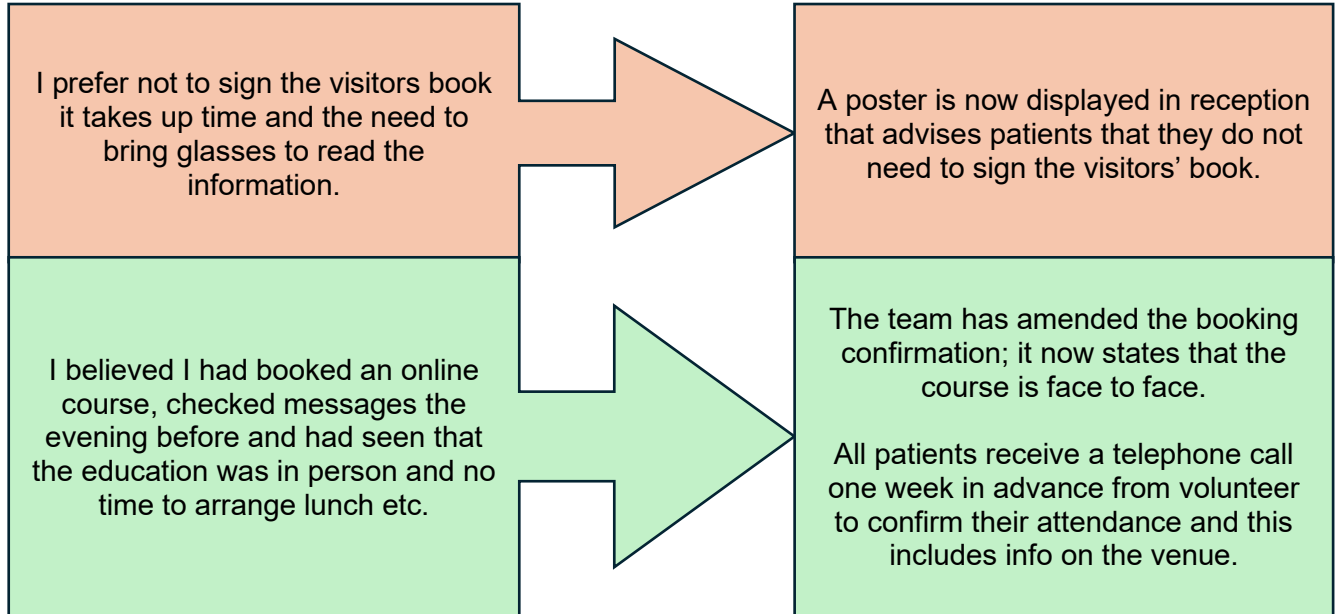 I prefer not to sign the visitors book
it takes up time and the need to
bring glasses to read the
information.
A poster is now displayed in reception
that advises patients that they do not
need to sign the visitors’ book.
I believed I had booked an online
course, checked messages the
evening before and had seen that
the education was in person and no
time to arrange lunch etc.
The team has amended the booking
confirmation; it now states that the
course is face to face.
All patients receive a telephone call
one week in advance from volunteer
to confirm their attendance and this
includes info on the venue.